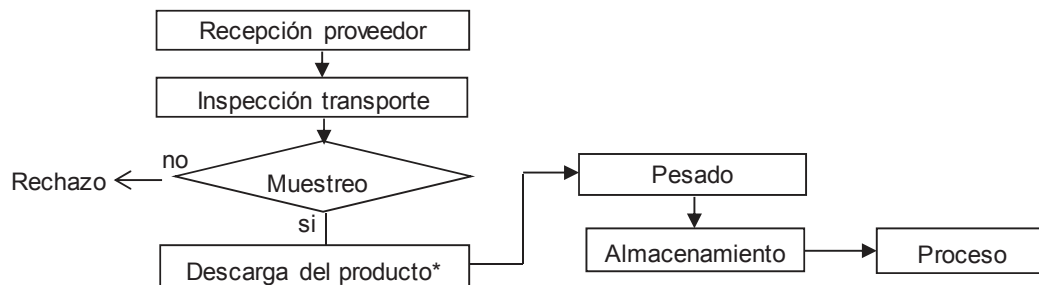 Recepción proveedor
Inspección transporte
no
Rechazo
Muestreo
si
Descarga del producto*
Pesado
Almacenamiento
Proceso